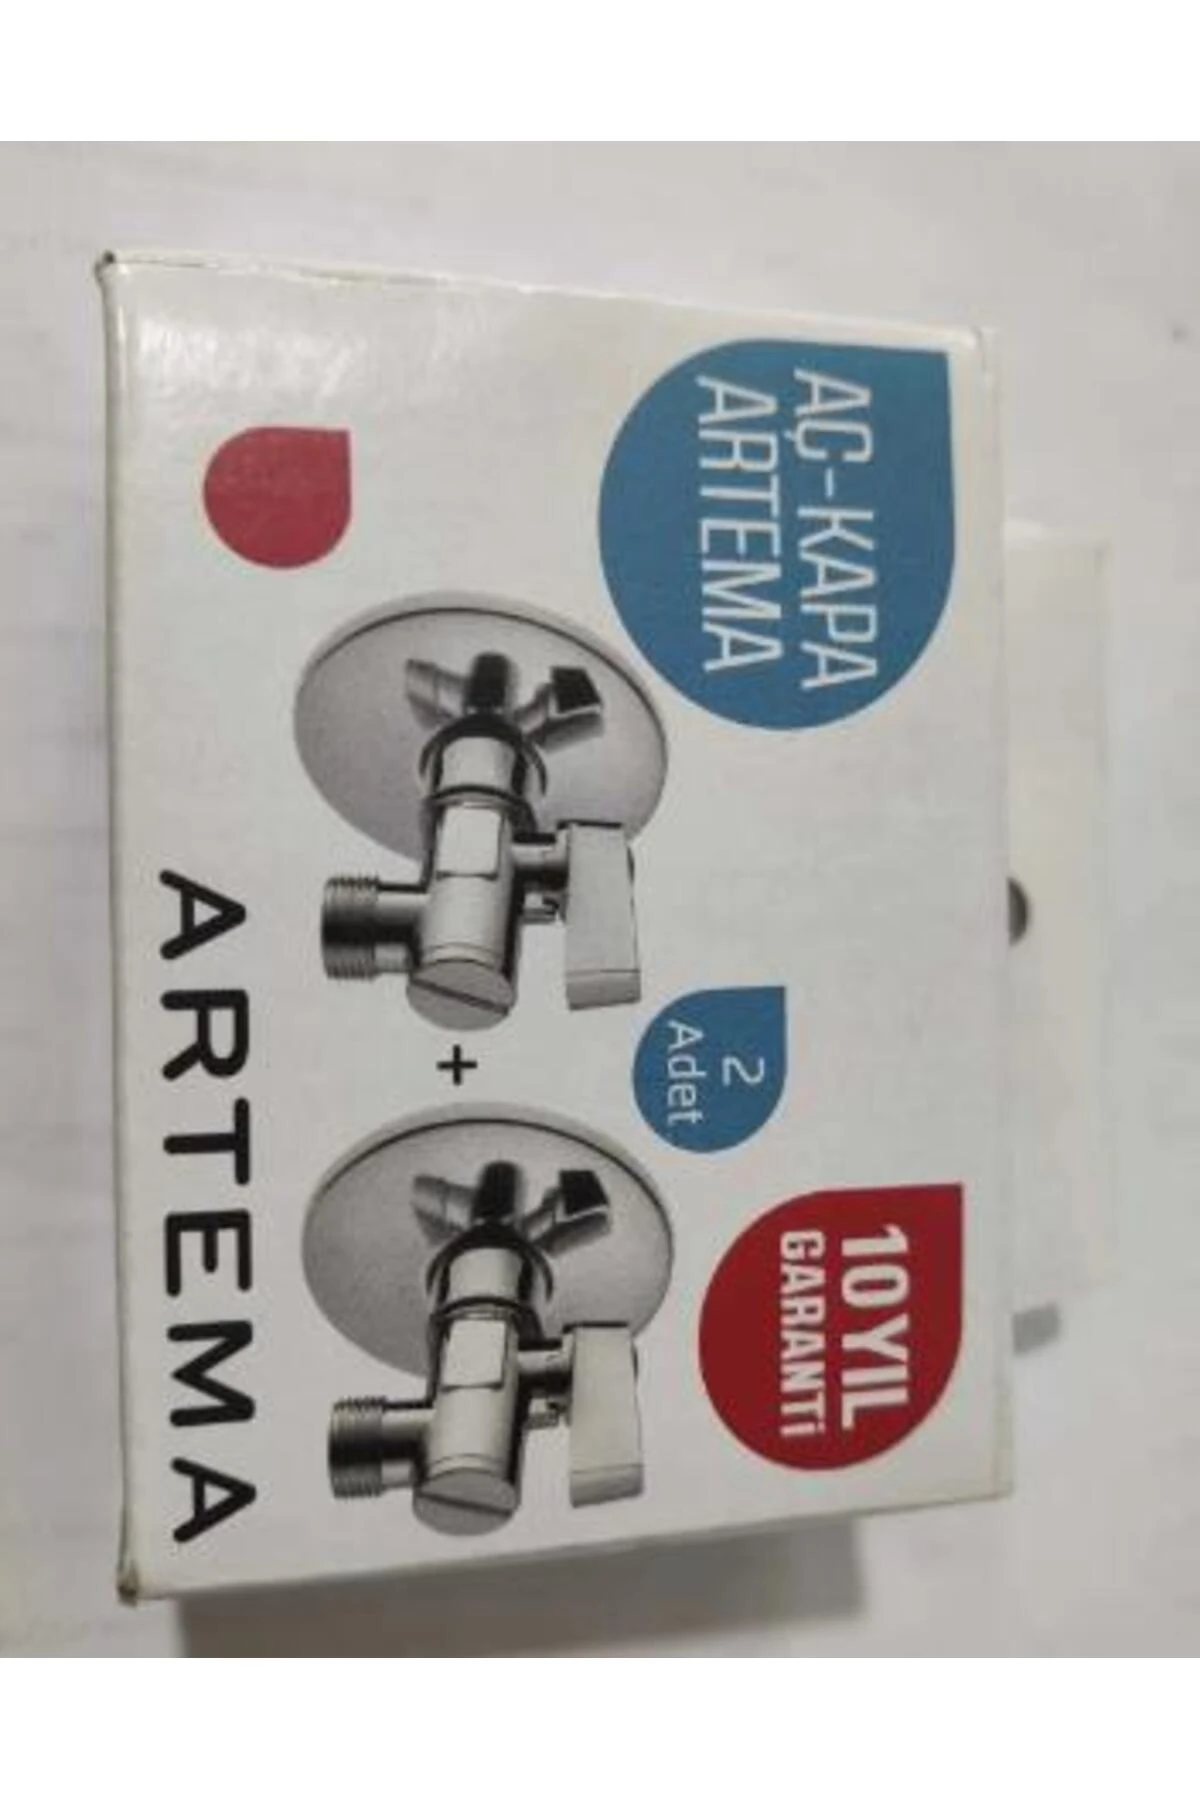 AÇ-KAPA
ARTEMA
2
Adet
10 YIL
GARANTi
+
ARTEMA